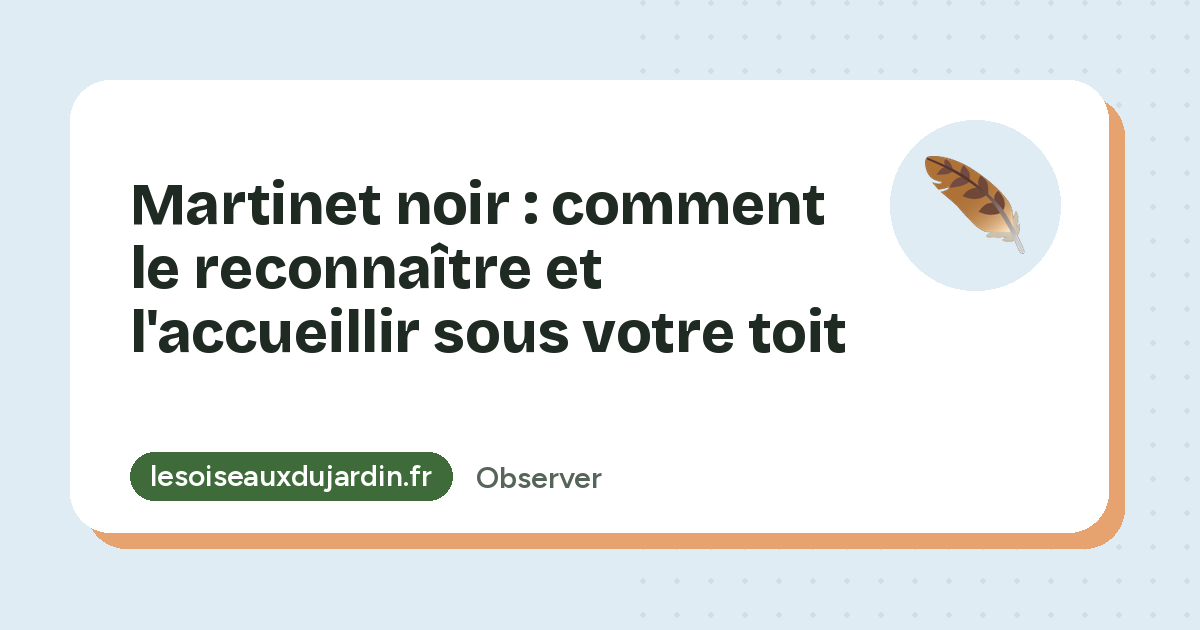 Martinet noir : comment
le reconnaître et
l'accueillir sous votre toit
lesoiseauxdujardin.fr
Observer